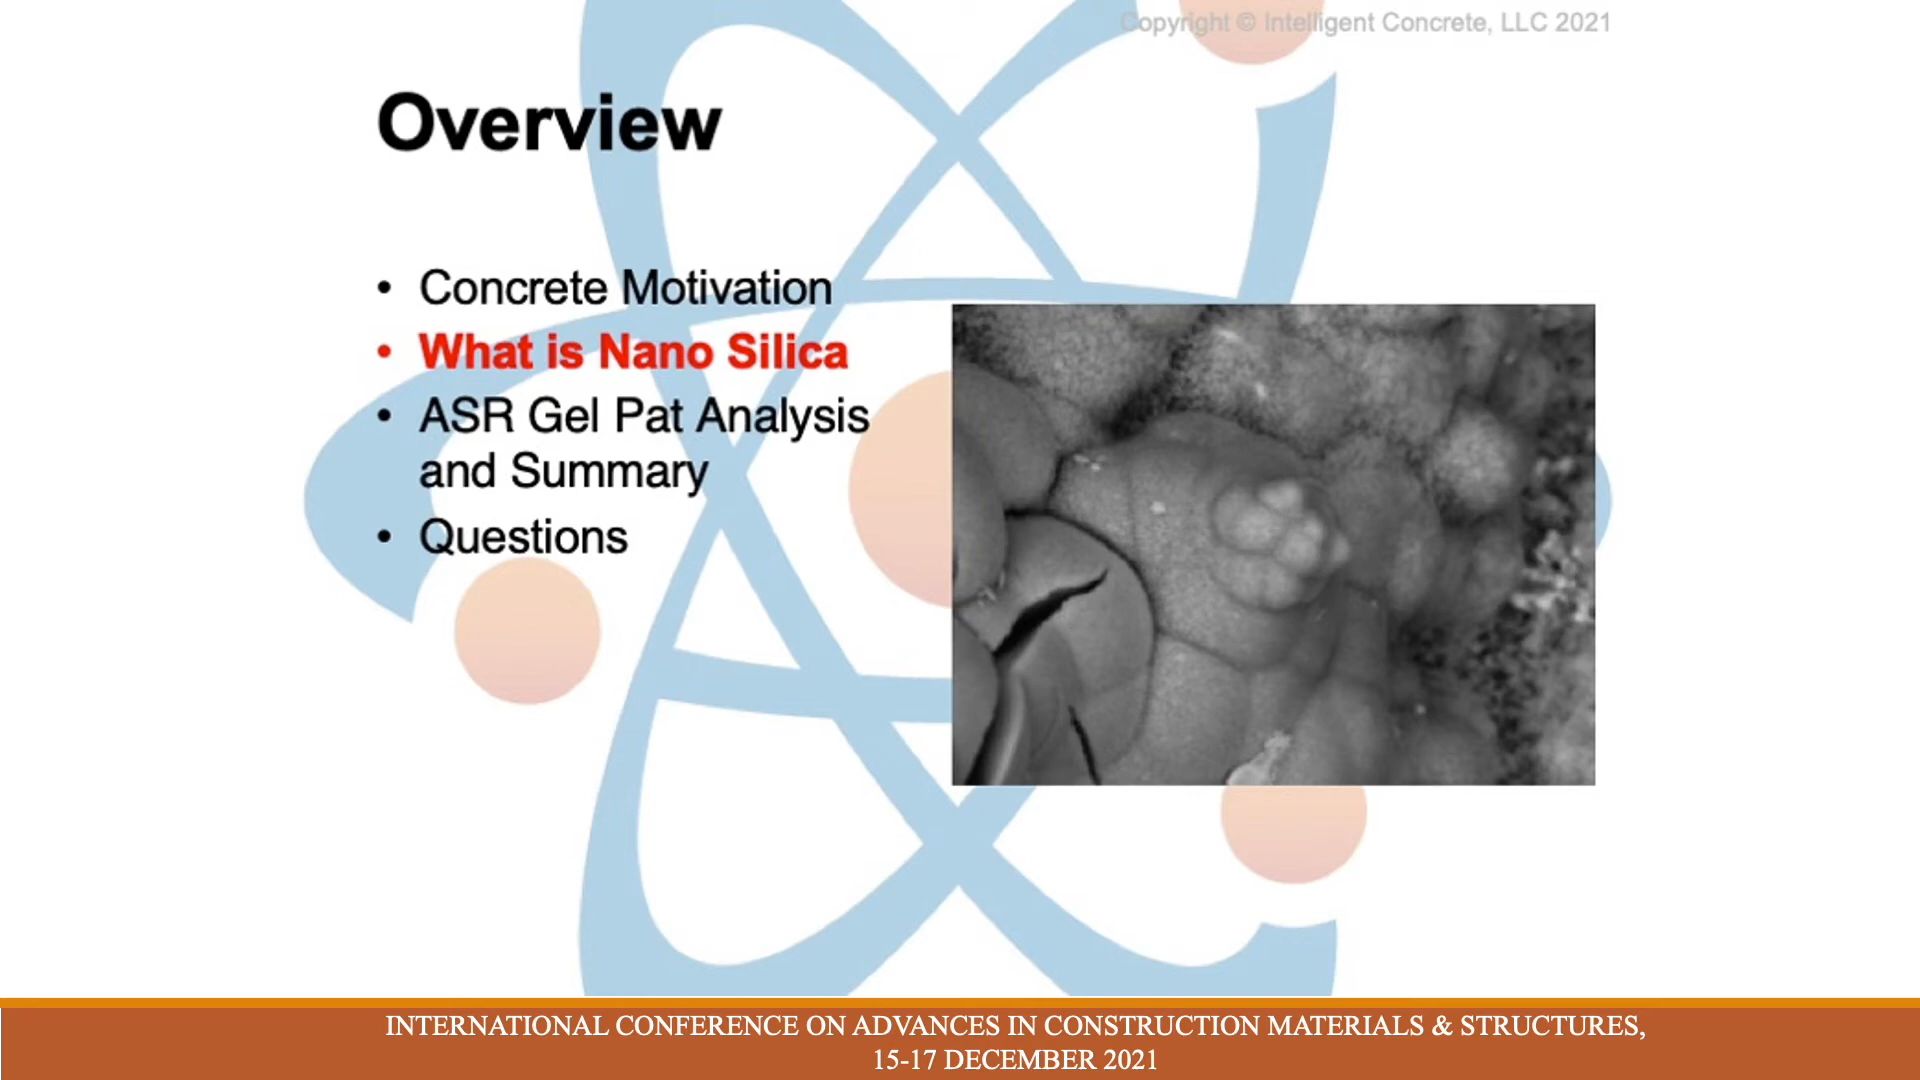 Copyright © Intelligent Concrete, LLC 2021
Overview
• Concrete Motivation
• What is Nano Silica
• ASR Gel Pat Analysis
and Summary
• Questions
INTERNATIONAL CONFERENCE ON ADVANCES IN CONSTRUCTION MATERIALS & STRUCTURES,
15-17 DECEMBER 2021